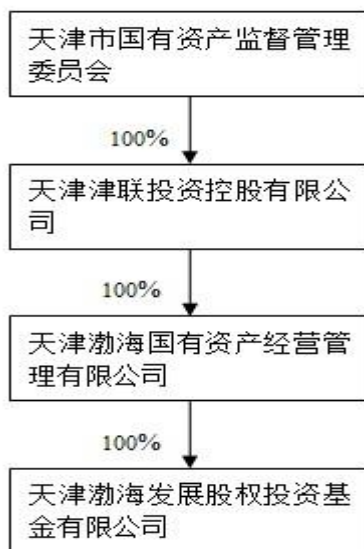 天津市国有资产监督管理
委员会
100%
天津津联投资控股有限公
司
100%
天津渤海国有资产经营管
理有限公司
100%
天津渤海发展股权投资基
金有限公司